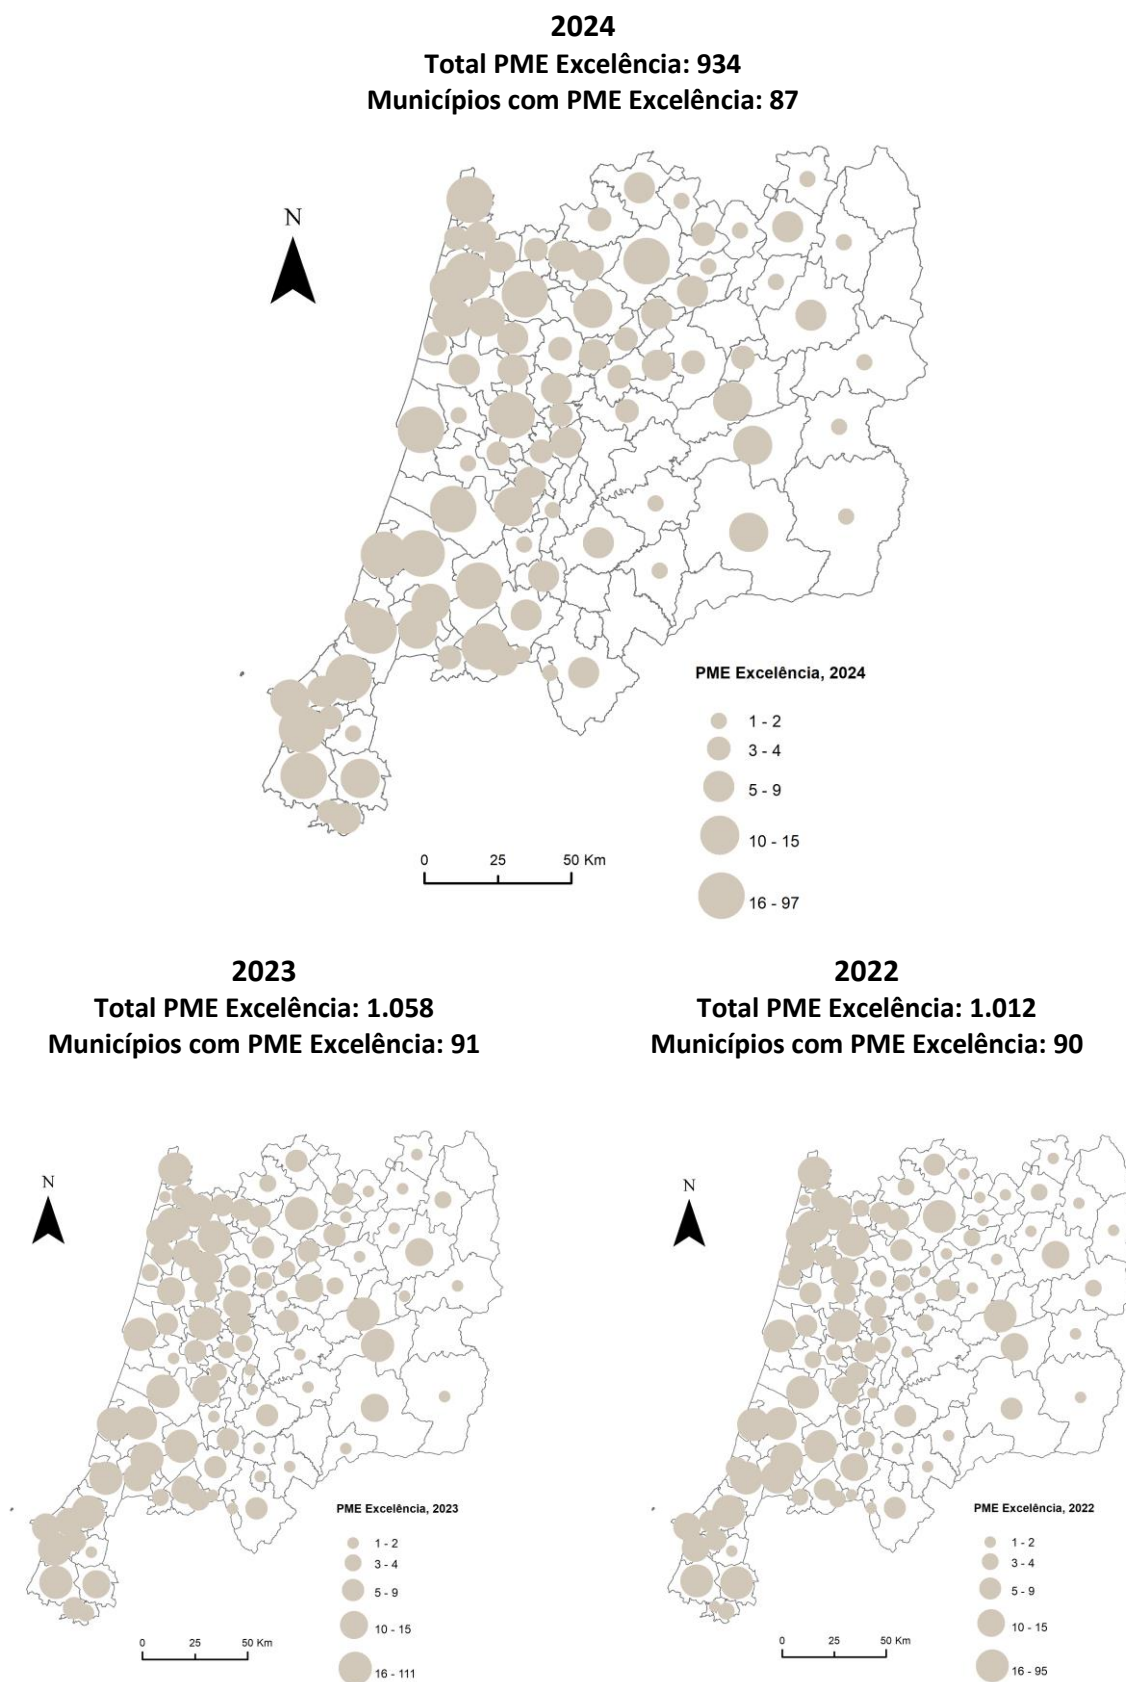 2024
Total PME Excelência: 934
Municípios com PME Excelência: 87
N
PME Excelência, 2024
1 - 2
3 - 4
5 - 9
10 - 15
16 - 97
0 25 50 Km
2023
Total PME Excelência: 1.058
Municípios com PME Excelência: 91
N
PME Excelência, 2023
1 - 2
3 - 4
5 - 9
10 - 15
16 - 111
0 25 50 Km
2022
Total PME Excelência: 1.012
Municípios com PME Excelência: 90
N
PME Excelência, 2022
1 - 2
3 - 4
5 - 9
10 - 15
16 - 95
0 25 50 Km